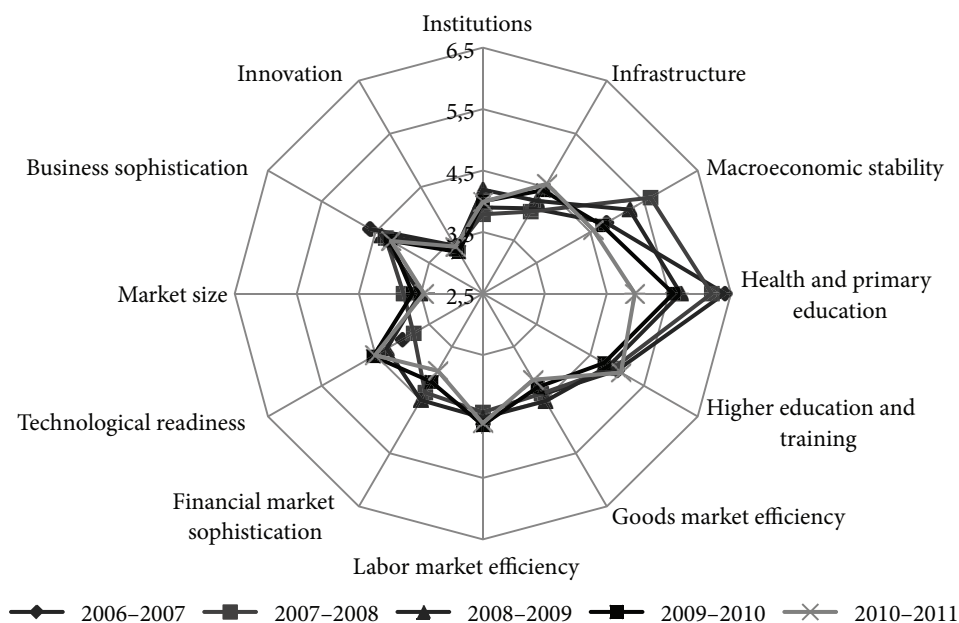 Institutions
6,5
Innovation
Infrastructure
5,5
Business sophistication
4,5
Macroeconomic stability
3,5
Market size
2,5
Health and primary
education
Technological readiness
Higher education and
training
Financial market
sophistication
Goods market efficiency
Labor market efficiency
2006–2007
2007–2008
2008–2009
2009–2010
2010–2011